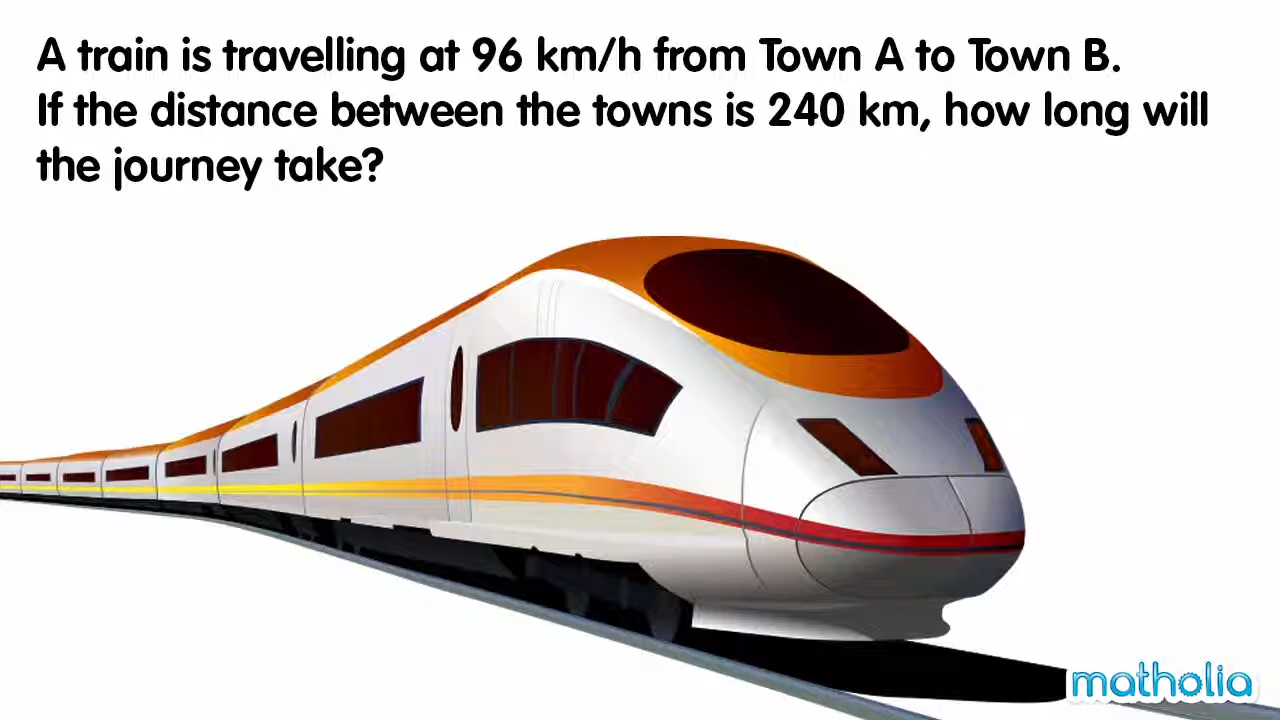 A train is travelling at 96 km/h from Town A to Town B.
If the distance between the towns is 240 km, how long will
the journey take?
matholia